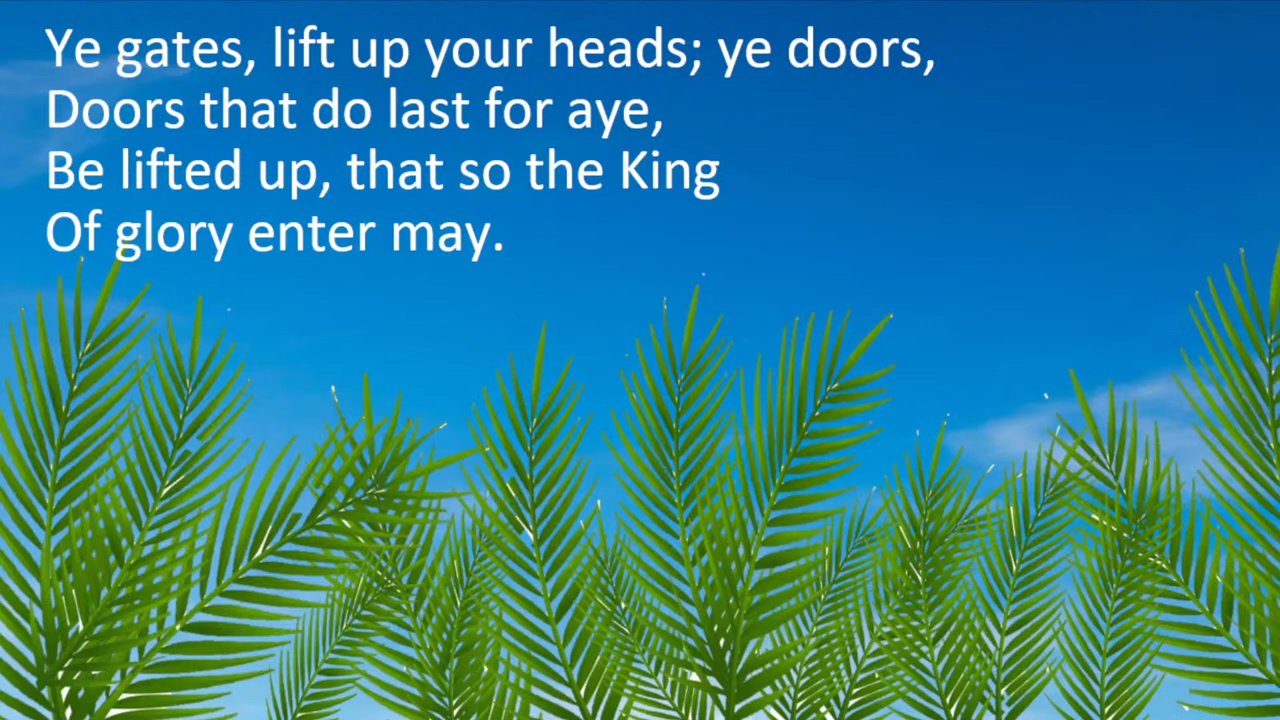 Ye gates, lift up your heads; ye doors,
Doors that do last for aye,
Be lifted up, that so the King
Of glory enter may.